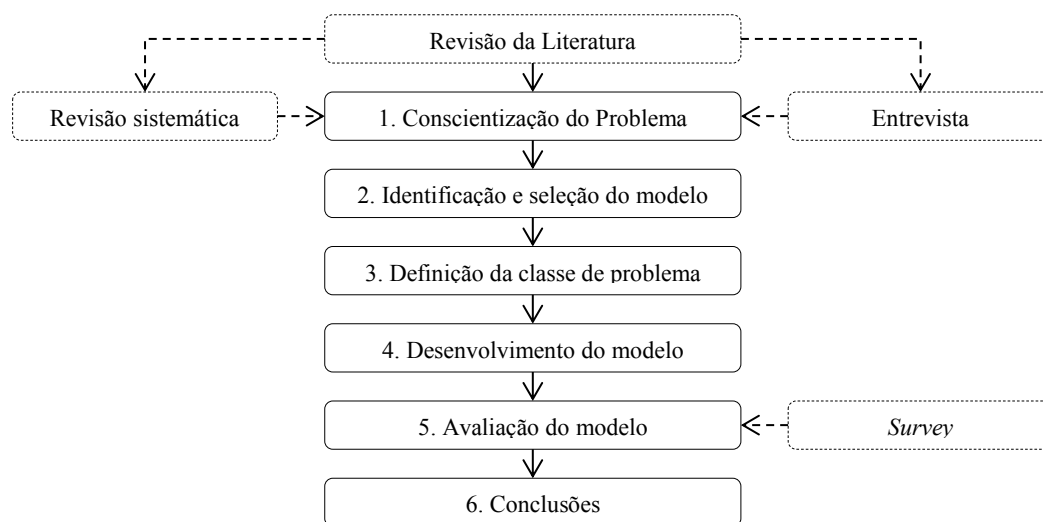 Revisão da Literatura
Revisão sistemática
1. Conscientização do Problema
Entrevista
2. Identificação e seleção do modelo
3. Definição da classe de problema
4. Desenvolvimento do modelo
5. Avaliação do modelo
Survey
6. Conclusões